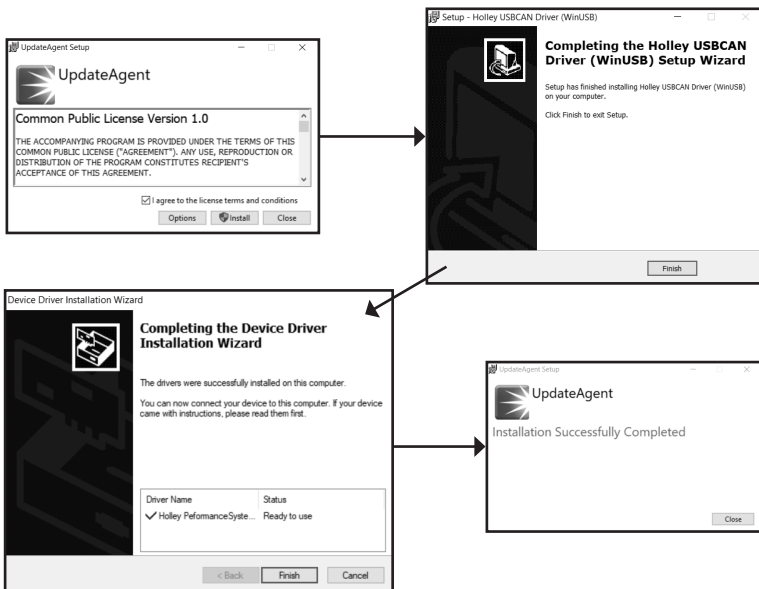 UpdateAgent Setup
UpdateAgent
Common Public License Version 1.0
THE ACCOMPANYING PROGRAM IS PROVIDED UNDER THE TERMS OF THIS
COMMON PUBLIC LICENSE ("AGREEMENT"). ANY USE, REPRODUCTION OR
DISTRIBUTION OF THE PROGRAM CONSTITUTES RECIPIENT'S
ACCEPTANCE OF THIS AGREEMENT.
I agree to the license terms and conditions
Options Install Close
Setup - Holley USBCAN Driver (WinUSB)
Completing the Holley USBCAN
Driver (WinUSB) Setup Wizard
Setup has finished installing Holley USBCAN Driver (WinUSB)
on your computer.
Click Finish to exit Setup.
Finish
Device Driver Installation Wizard
Completing the Device Driver
Installation Wizard
The drivers were successfully installed on this computer.
You can now connect your device to this computer. If your device
came with instructions, please read them first.
Driver Name Status
Holley PeformanceSyste... Ready to use
< Back Finish Cancel
UpdateAgent Setup
UpdateAgent
Installation Successfully Completed
Close